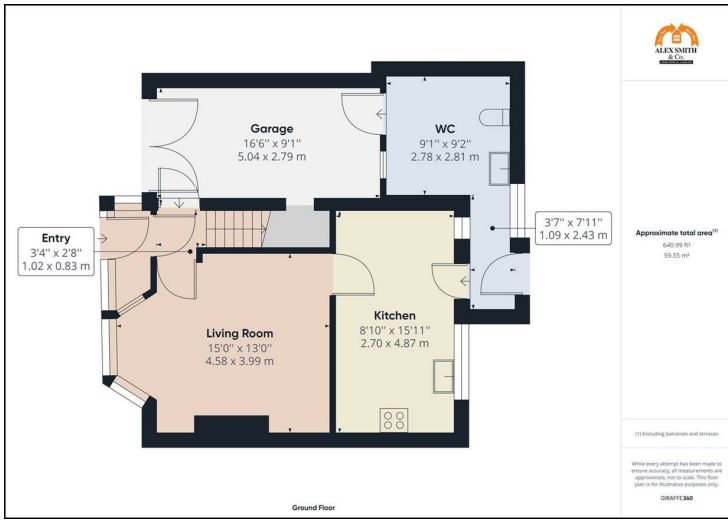 ALEX SMITH
& Co.
Garage
16'6" x 9'1"
5.04 x 2.79 m
WC
9'1" x 9'2"
2.78 x 2.81 m
Entry
3'4" x 2'8"
1.02 x 0.83 m
3'7" x 7'11"
1.09 x 2.43 m
Living Room
15'0" x 13'0"
4.58 x 3.99 m
Kitchen
8'10" x 15'11"
2.70 x 4.87 m
Ground Floor
Approximate total area(1)
640.99 ft²
59.55 m²
(1) Excluding balconies and terraces
While every attempt has been made to
ensure accuracy, all measurements are
approximate, not to scale. This floor
plan is for illustrative purposes only.
GIRAFFE360